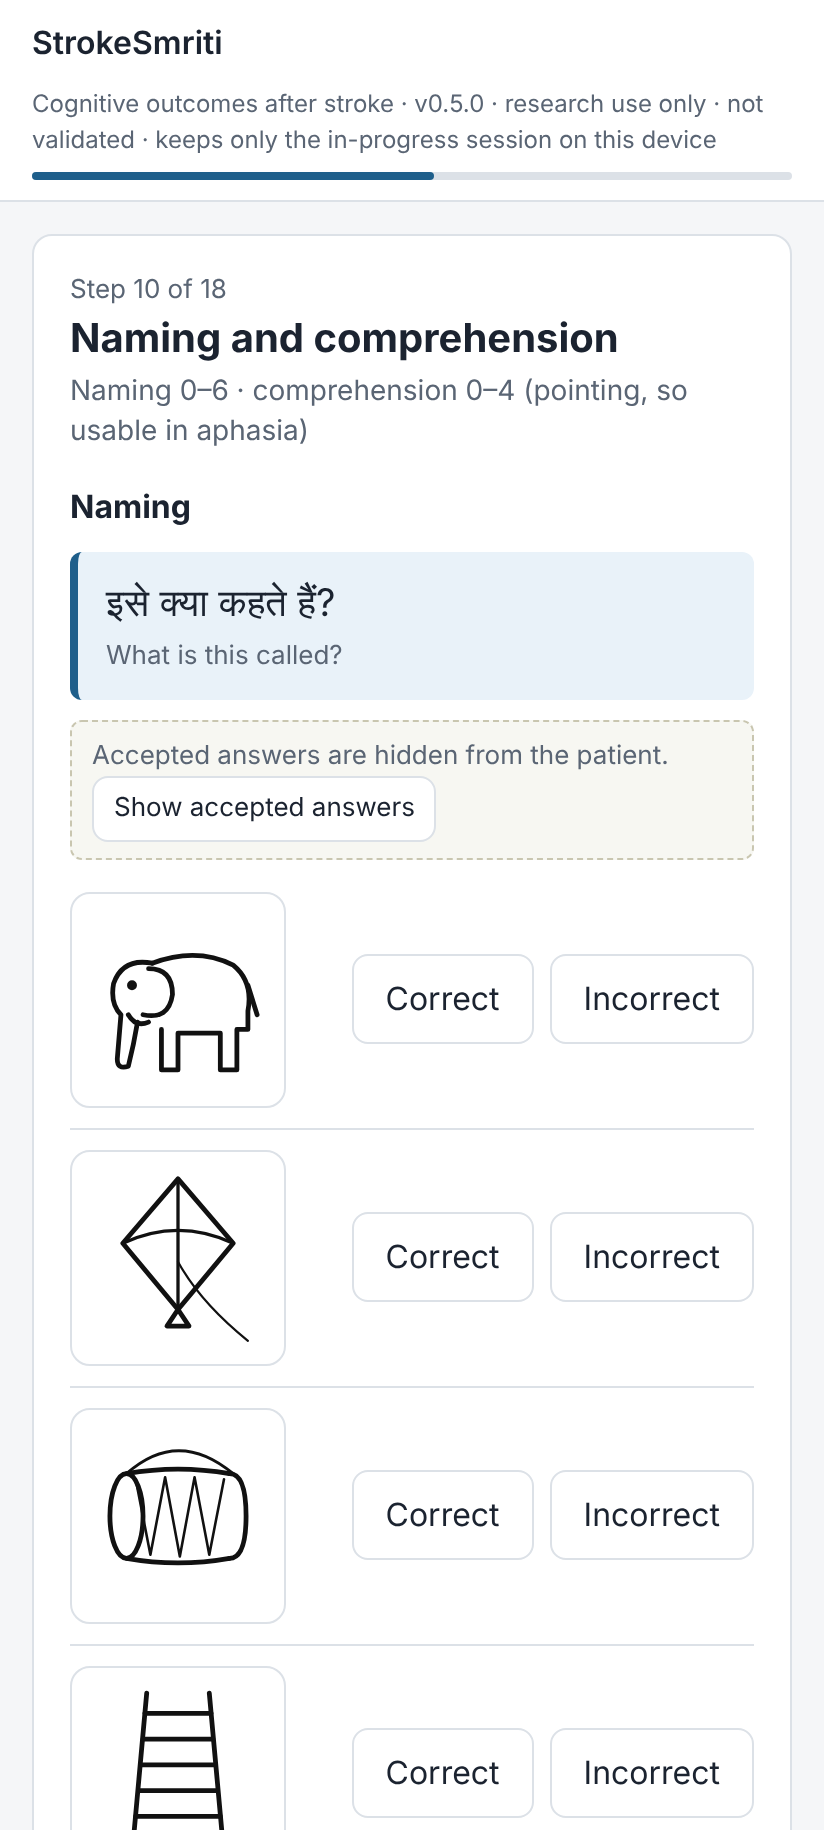 StrokeSmriti
Cognitive outcomes after stroke · v0.5.0 · research use only · not
validated · keeps only the in-progress session on this device
Step 10 of 18
Naming and comprehension
Naming 0–6 · comprehension 0–4 (pointing, so
usable in aphasia)
Naming
इसे क्या कहते हैं?
What is this called?
Accepted answers are hidden from the patient.
Show accepted answers
Correct Incorrect
Correct Incorrect
Correct Incorrect
Correct Incorrect